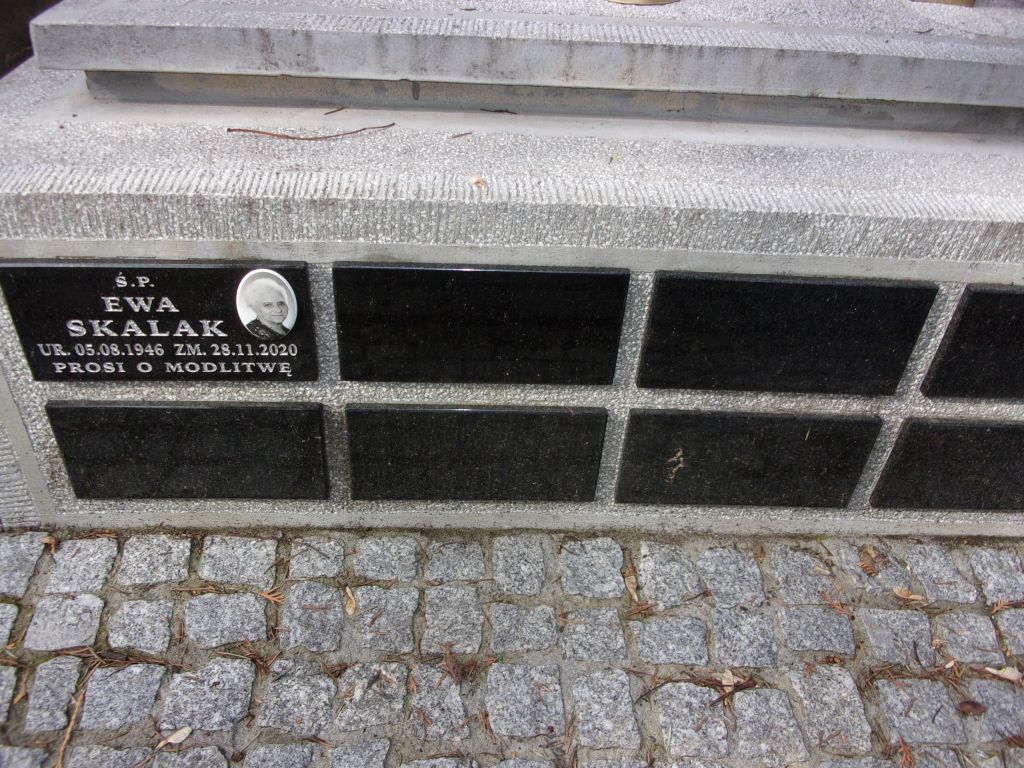 Ś.P.
EWA
SKALAK
UR. 05.08.1946 ZM. 28.11.2020
PROSI O MODLITWĘ